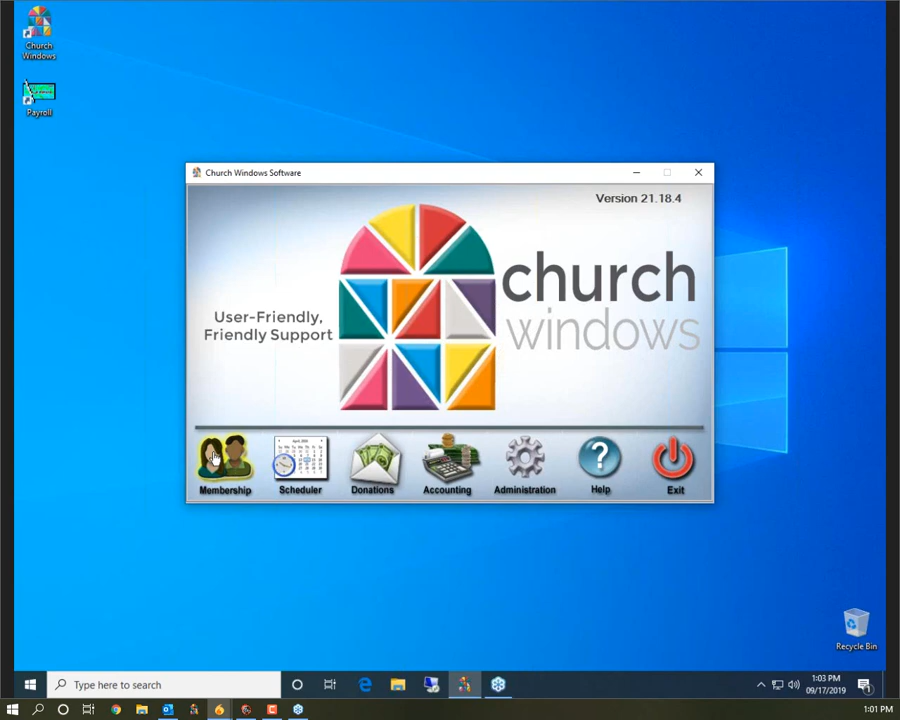 Church
Windows
Payroll
Church Windows Software
Version 21.18.4
church
windows
User-Friendly,
Friendly Support
Membership
Scheduler
Donations
Accounting
Administration
Help
Exit
Recycle Bin
Type here to search
1:03 PM
09/17/2019
1:01 PM